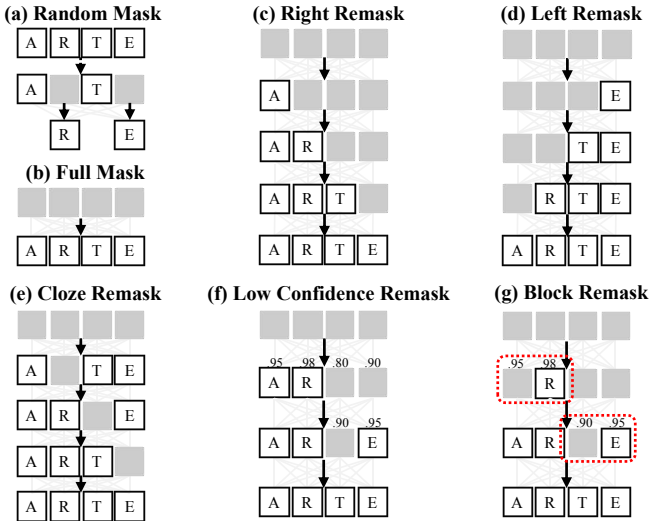 (a) Random Mask
A R T E
A T
R E
(b) Full Mask
A R T E
(c) Right Remask
A
A R
A R T
A R T E
(d) Left Remask
E
T E
R T E
A R T E
(e) Cloze Remask
A T E
A R E
A R T
A R T E
(f) Low Confidence Remask
.95 .98 .80 .90
A R
.90 .95
A R E
A R T E
(g) Block Remask
.95 .98
R
.90 .95
A R E
A R T E